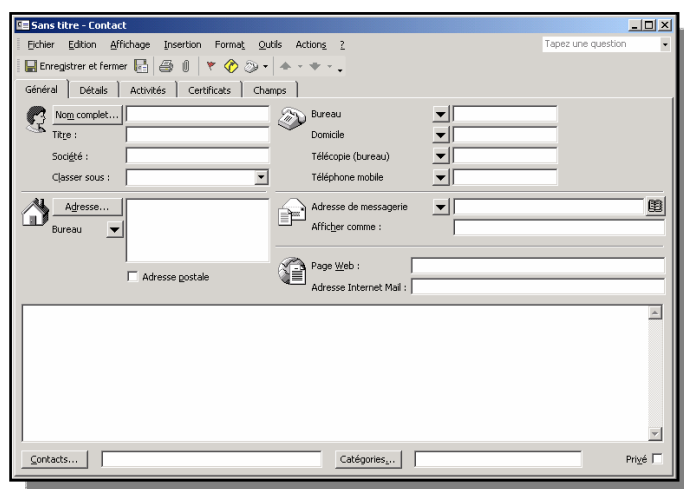 Sans titre - Contact
Fichier Edition Affichage Insertion Format Outils Actions ? Tapez une question
Enregistrer et fermer
Général Détails Activités Certificats Champs
Nom complet... Bureau
Titre : Domicile
Société : Télécopie (bureau)
Classer sous : Téléphone mobile
Adresse... Adresse de messagerie
Bureau Afficher comme :
Page Web :
Adresse postale
Adresse Internet Mail :
Contacts... Catégories... Privé